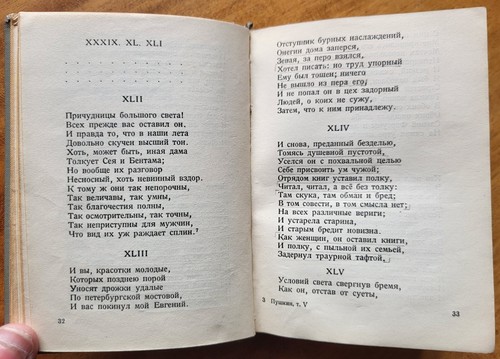 XXXIX. XL. XLI
. . . . . . . . . . . . . . .
. . . . . . . . . . . . . . .
. . . . . . . . . . . . . . .
XLII
Причудницы большого света!
Всех прежде вас оставил он.
И правда то, что в наши лета
Довольно скучен высший тон.
Хоть, может быть, иная дама
Толкует Сея и Бентама;
Но вообще их разговор
Несносный, хоть невинный вздор.
К тому ж они так непорочны,
Так величавы, так умны,
Так благочестия полны,
Так осмотрительны, так точны,
Так неприступны для мужчин,
Что вид их уж раждает сплин.⁷
XLIII
И вы, красотки молодые,
Которых позднею порой
Уносят дрожки удалые
По петербургской мостовой,
И вас покинул мой Евгений.
32
Отступник бурных наслаждений,
Онегин дома заперся,
Зевая, за перо взялся,
Хотел писать: но труд упорный
Ему был тошен; ничего
Не вышло из пера его;
И не попал он в цех задорный
Людей, о коих не сужу,
Затем, что к ним принадлежу.
XLIV
И снова, преданный безделью,
Томясь душевной пустотой,
Уселся он с похвальной целью
Себе присвоить ум чужой;
Отрядом книг уставил полку,
Читал, читал, а всё без толку:
Там скука, там обман и бред;
В том совести, в том смысла нет;
На всех различные вериги;
И устарела старина,
И старым бредит новизна.
Как женщин, он оставил книги,
И полку, с пыльной их семьей,
Задернул траурной тафтой.
XLV
Условий света свергнув бремя,
Как он, отстав от суеты,
3 Пушкин, т. V
33